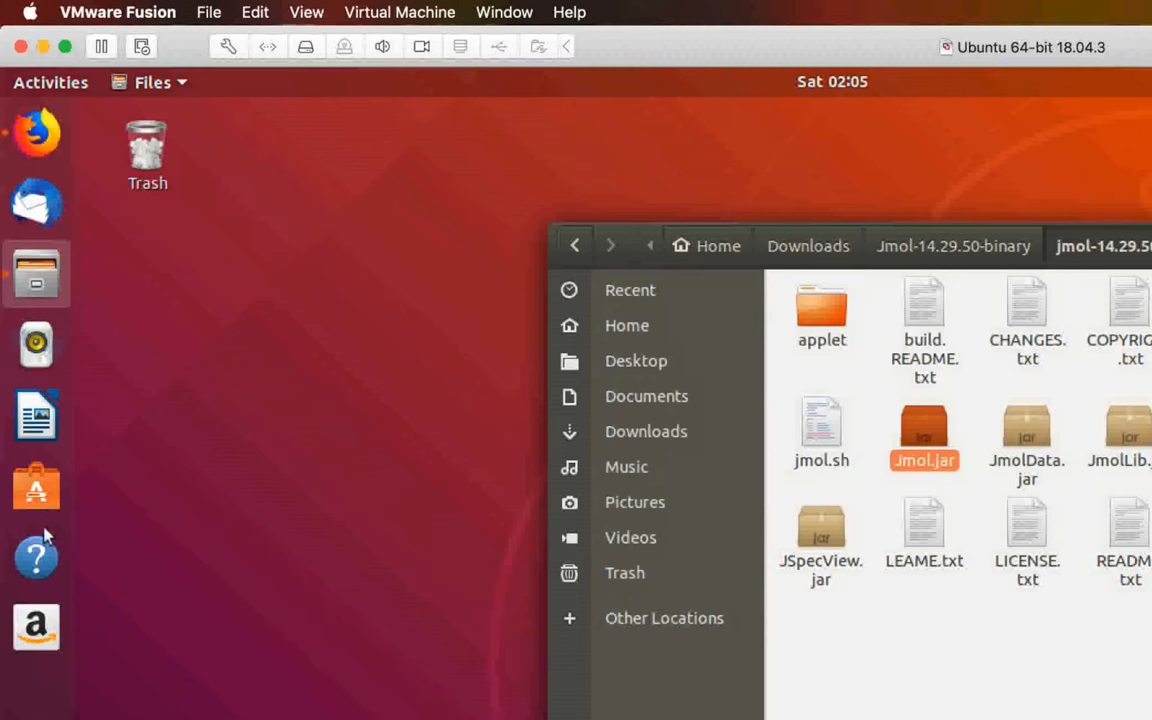 VMware Fusion File Edit View Virtual Machine Window Help
Ubuntu 64-bit 18.04.3
Activities Files Sat 02:05
Trash
Home Downloads Jmol-14.29.50-binary jmol-14.29.50
Recent
Home
Desktop
Documents
Downloads
Music
Pictures
Videos
Trash
Other Locations
applet
build.
README.
txt
CHANGES.
txt
COPYRIG
.txt
jmol.sh
Jmol.jar
JmolData.
jar
JmolLib.
JSpecView.
jar
LEAME.txt
LICENSE.
txt
READM
txt